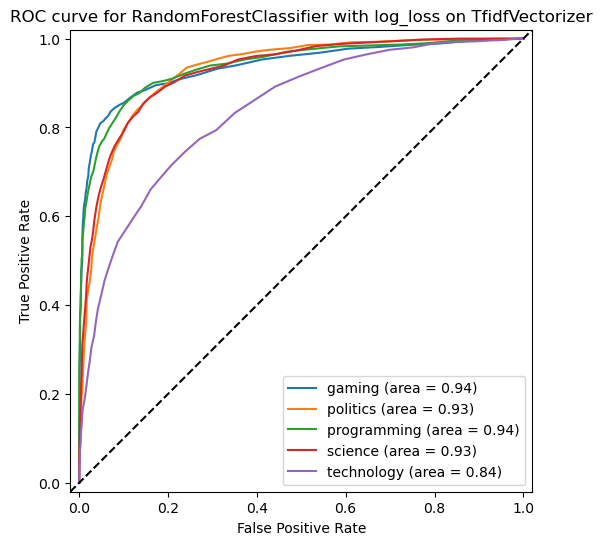 ROC curve for RandomForestClassifier with log_loss on TfidfVectorizer
1.0
0.8
0.6
0.4
0.2
0.0
True Positive Rate
gaming (area = 0.94)
politics (area = 0.93)
programming (area = 0.94)
science (area = 0.93)
technology (area = 0.84)
0.0 0.2 0.4 0.6 0.8 1.0
False Positive Rate